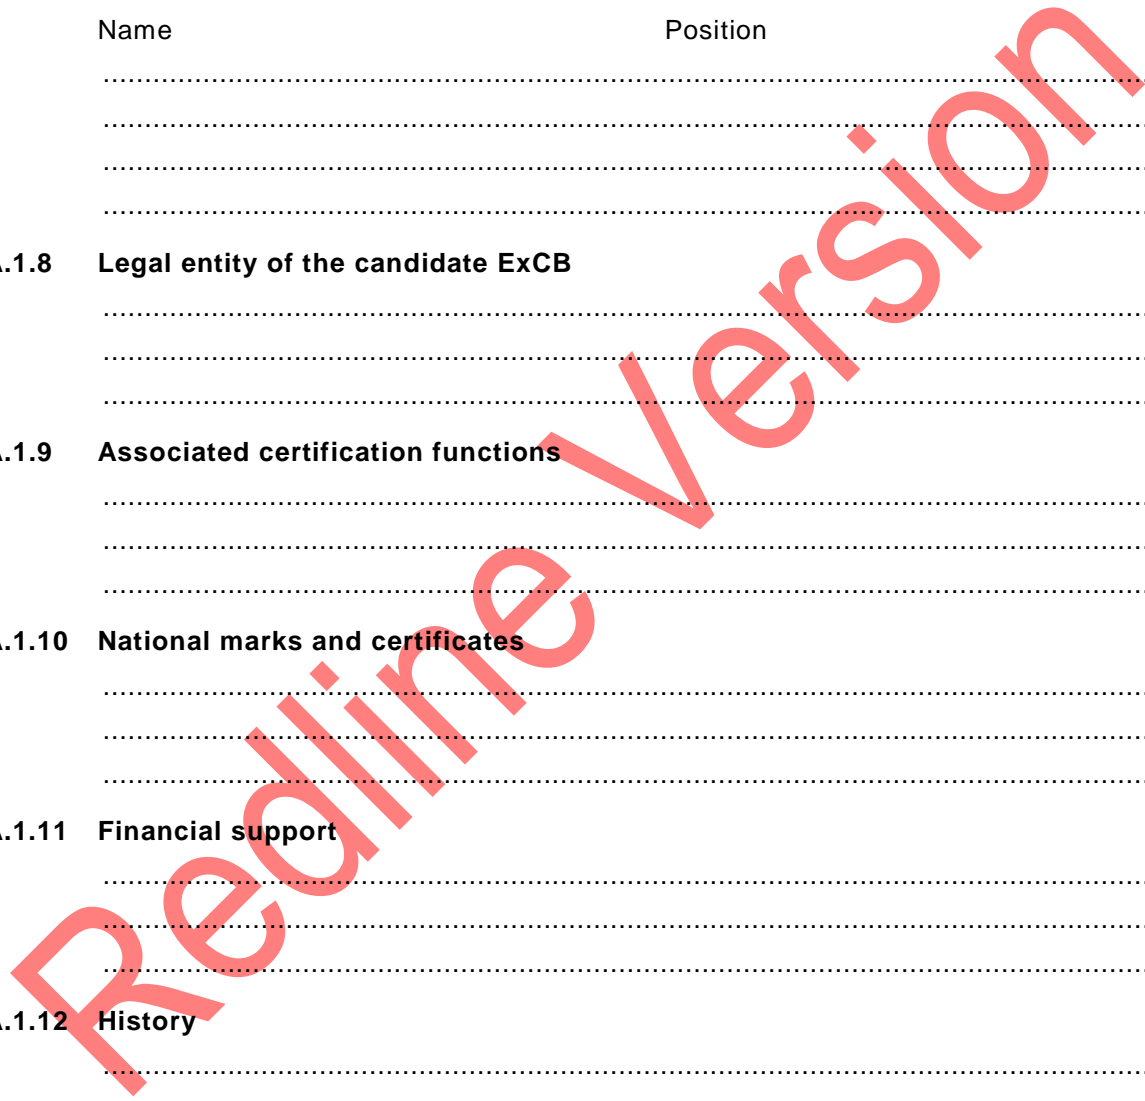 Name Position
................................................................................................................................
................................................................................................................................
................................................................................................................................
................................................................................................................................
A.1.8 Legal entity of the candidate ExCB
................................................................................................................................
................................................................................................................................
................................................................................................................................
A.1.9 Associated certification functions
................................................................................................................................
................................................................................................................................
................................................................................................................................
A.1.10 National marks and certificates
................................................................................................................................
................................................................................................................................
................................................................................................................................
A.1.11 Financial support
................................................................................................................................
................................................................................................................................
................................................................................................................................
A.1.12 History
................................................................................................................................
Redline Version